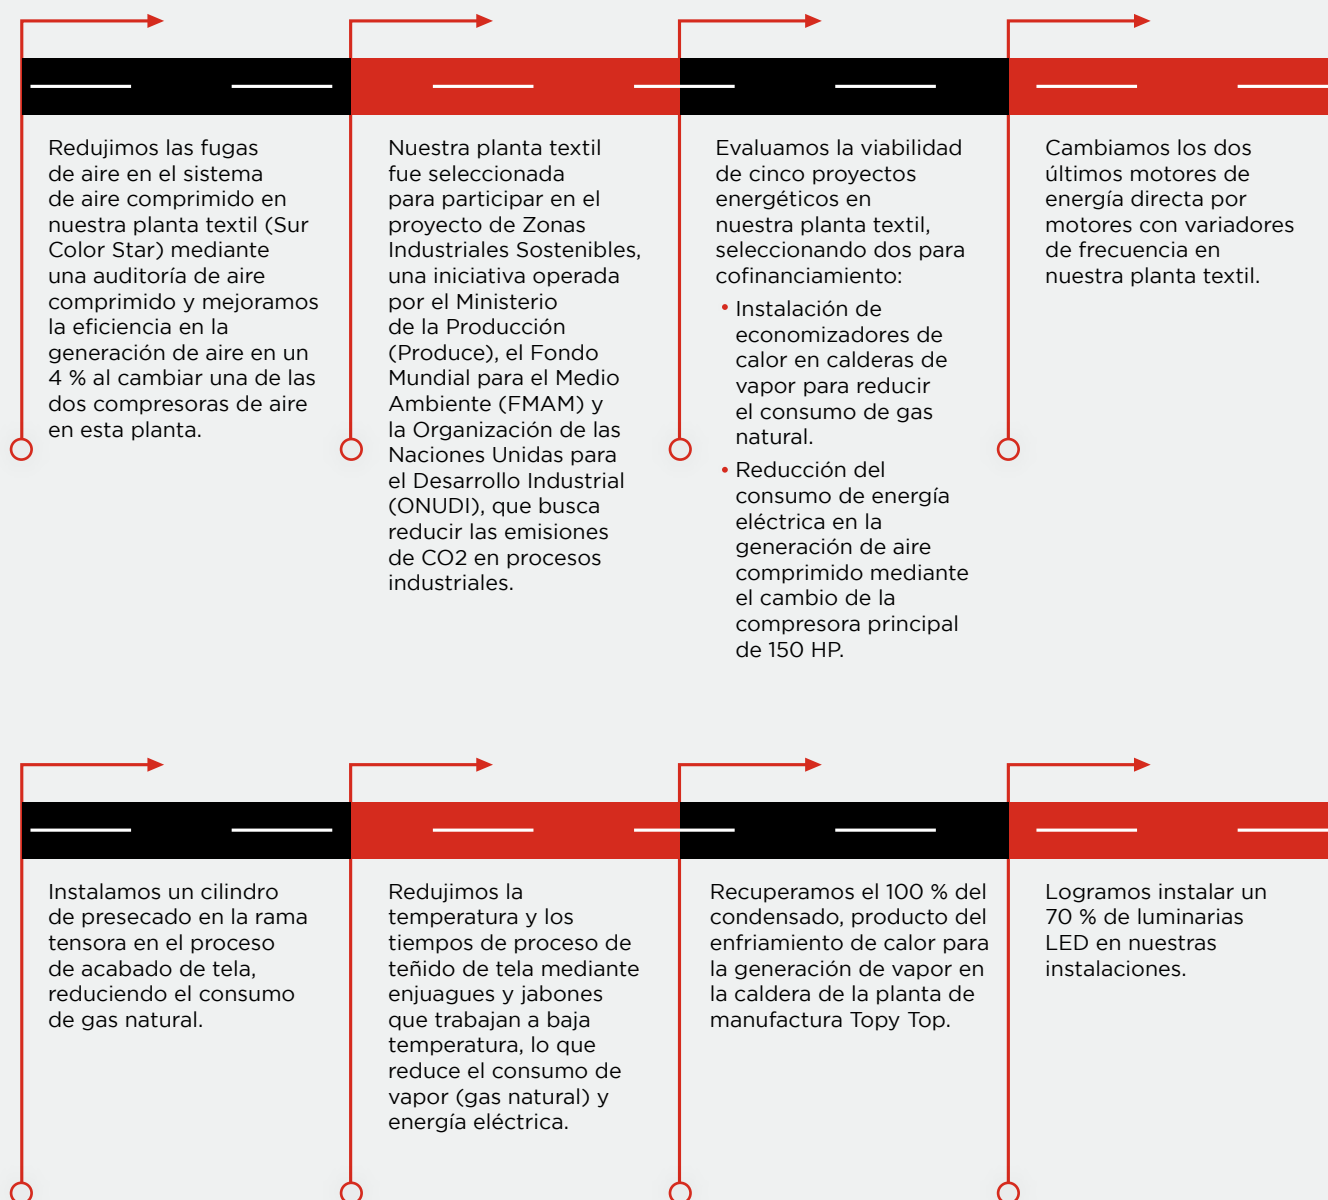 Redujimos las fugas
de aire en el sistema
de aire comprimido en
nuestra planta textil (Sur
Color Star) mediante
una auditoría de aire
comprimido y mejoramos
la eficiencia en la
generación de aire en un
4 % al cambiar una de las
dos compresoras de aire
en esta planta.
Nuestra planta textil
fue seleccionada
para participar en el
proyecto de Zonas
Industriales Sostenibles,
una iniciativa operada
por el Ministerio
de la Producción
(Produce), el Fondo
Mundial para el Medio
Ambiente (FMAM) y
la Organización de las
Naciones Unidas para
el Desarrollo Industrial
(ONUDI), que busca
reducir las emisiones
de CO2 en procesos
industriales.
Evaluamos la viabilidad
de cinco proyectos
energéticos en
nuestra planta textil,
seleccionando dos para
cofinanciamiento:
• Instalación de
economizadores de
calor en calderas de
vapor para reducir
el consumo de gas
natural.
• Reducción del
consumo de energía
eléctrica en la
generación de aire
comprimido mediante
el cambio de la
compresora principal
de 150 HP.
Cambiamos los dos
últimos motores de
energía directa por
motores con variadores
de frecuencia en
nuestra planta textil.
Instalamos un cilindro
de presecado en la rama
tensora en el proceso
de acabado de tela,
reduciendo el consumo
de gas natural.
Redujimos la
temperatura y los
tiempos de proceso de
teñido de tela mediante
enjuagues y jabones
que trabajan a baja
temperatura, lo que
reduce el consumo de
vapor (gas natural) y
energía eléctrica.
Recuperamos el 100 % del
condensado, producto del
enfriamiento de calor para
la generación de vapor en
la caldera de la planta de
manufactura Topy Top.
Logramos instalar un
70 % de luminarias
LED en nuestras
instalaciones.